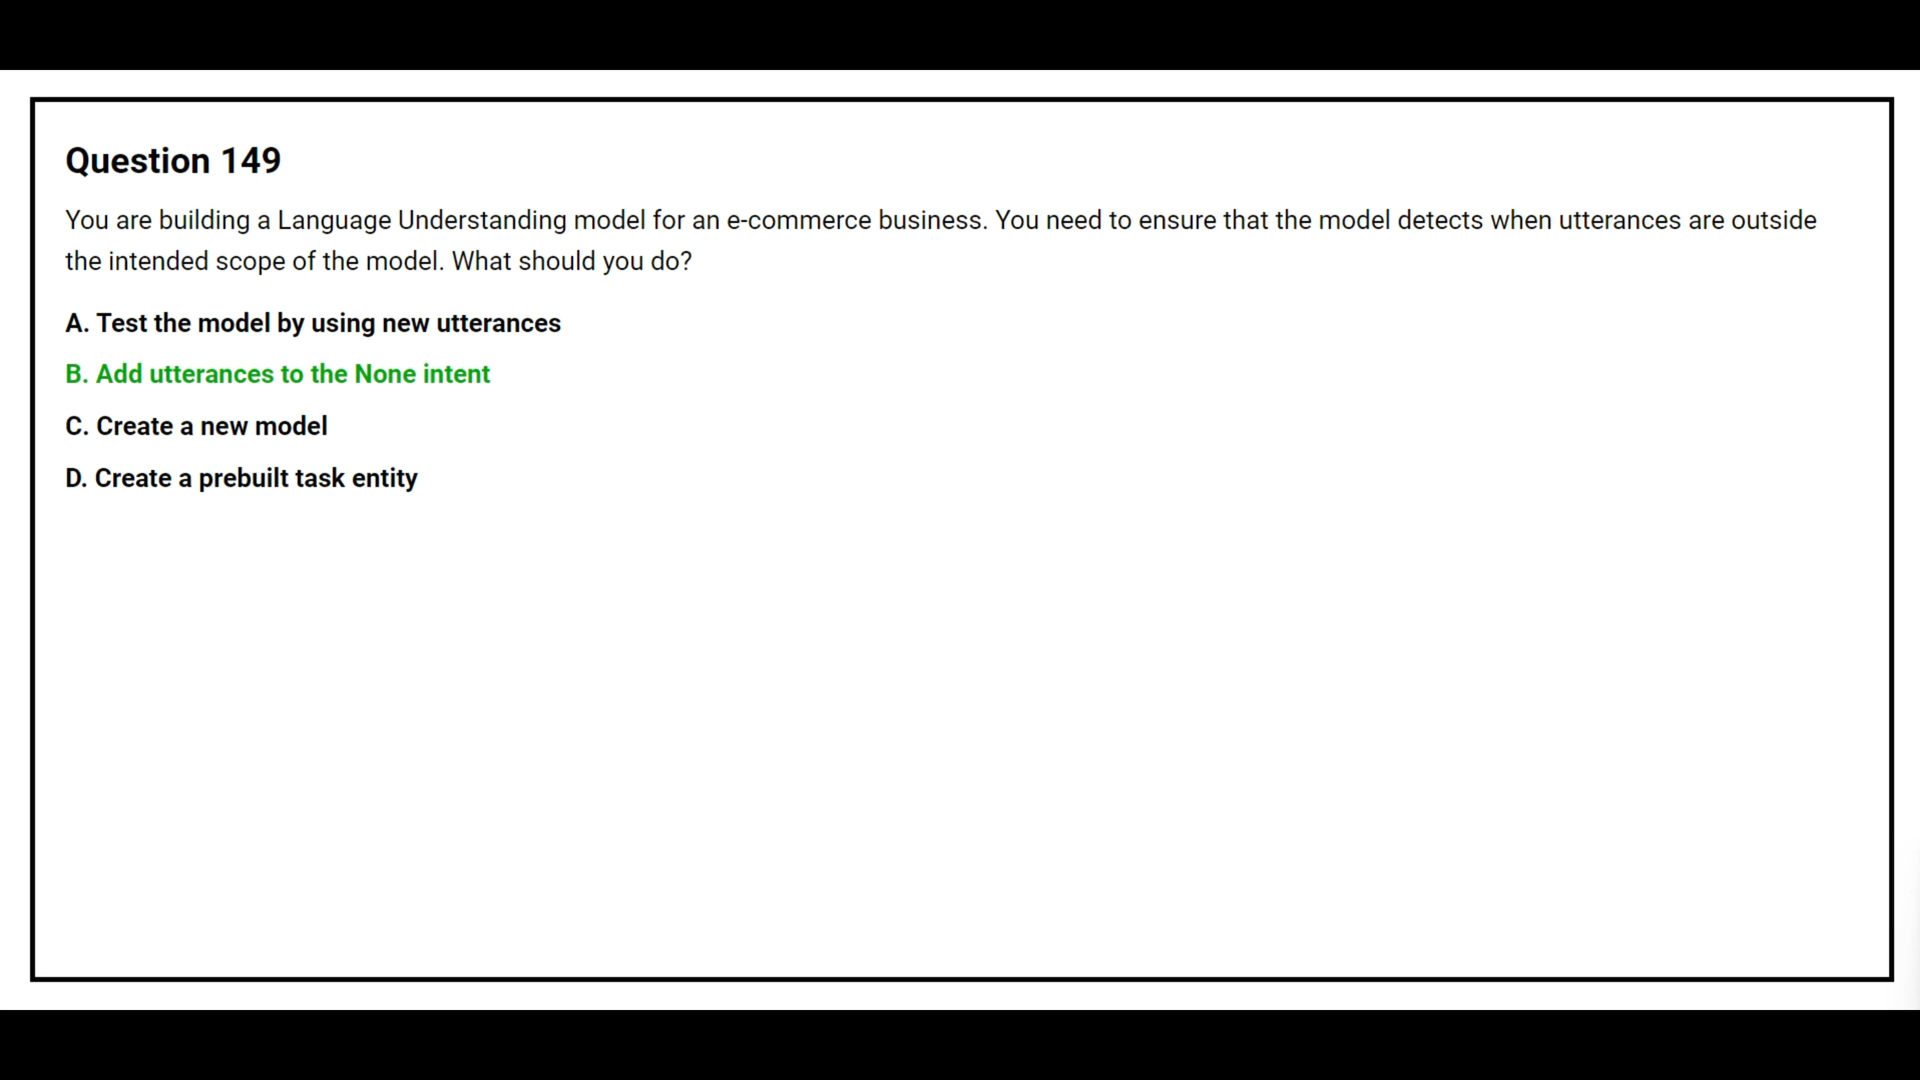 Question 149
You are building a Language Understanding model for an e-commerce business. You need to ensure that the model detects when utterances are outside
the intended scope of the model. What should you do?
A. Test the model by using new utterances
B. Add utterances to the None intent
C. Create a new model
D. Create a prebuilt task entity